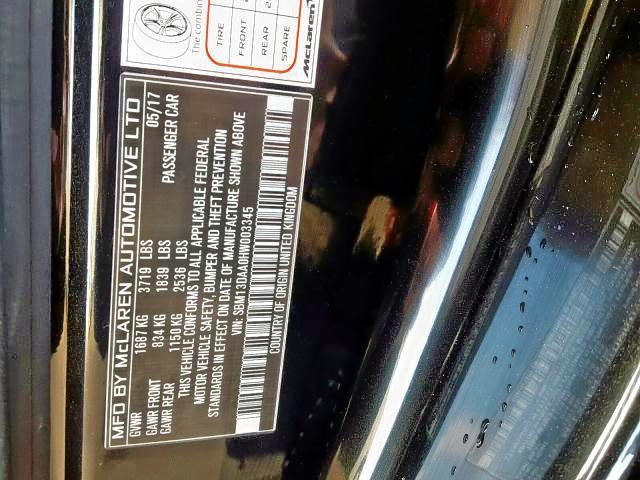 The combin
TIRE
FRONT
REAR
SPARE
McLaren
MFD BY McLAREN AUTOMOTIVE LTD
05/17
GVWR 1687 KG 3719 LBS PASSENGER CAR
GAWR FRONT 834 KG 1839 LBS
GAWR REAR 1150 KG 2536 LBS
THIS VEHICLE CONFORMS TO ALL APPLICABLE FEDERAL
MOTOR VEHICLE SAFETY, BUMPER AND THEFT PREVENTION
STANDARDS IN EFFECT ON DATE OF MANUFACTURE SHOWN ABOVE
VIN: SBM13DAA0HW003345
COUNTRY OF ORIGIN UNITED KINGDOM